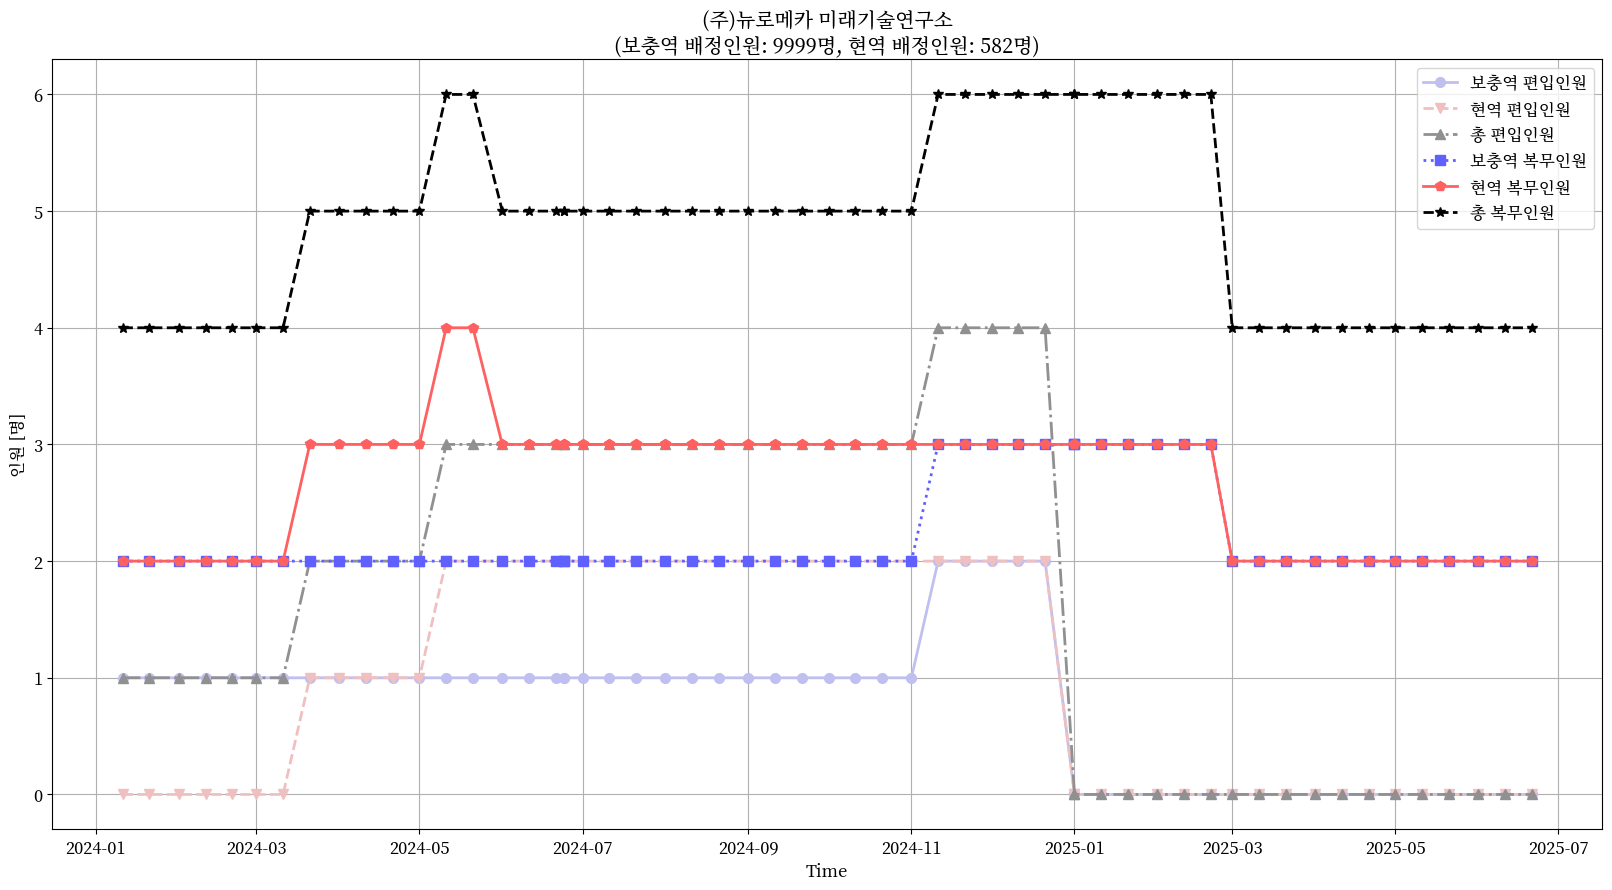 (주)뉴로메카 미래기술연구소
(보충역 배정인원: 9999명, 현역 배정인원: 582명)
보충역 편입인원
현역 편입인원
총 편입인원
보충역 복무인원
현역 복무인원
총 복무인원
인원 [명]
6
5
4
3
2
1
0
2024-01 2024-03 2024-05 2024-07 2024-09 2024-11 2025-01 2025-03 2025-05 2025-07
Time